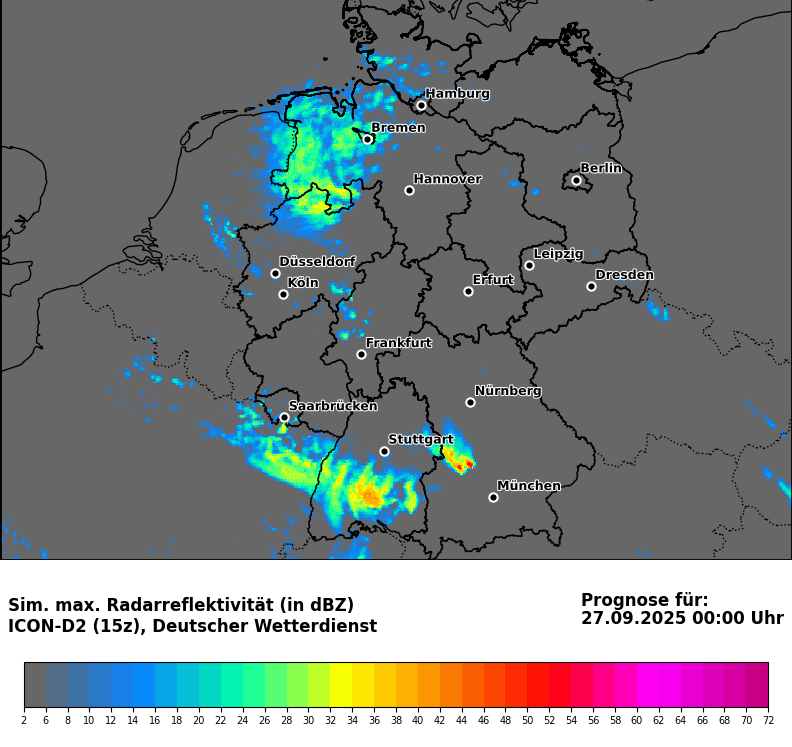 Hamburg
Bremen
Berlin
Hannover
Leipzig
Düsseldorf
Dresden
Erfurt
Köln
Frankfurt
Nürnberg
Saarbrücken
Stuttgart
München
Sim. max. Radarreflektivität (in dBZ)
ICON-D2 (15z), Deutscher Wetterdienst
Prognose für:
27.09.2025 00:00 Uhr
2 6 8 10 12 14 16 18 20 22 24 26 28 30 32 34 36 38 40 42 44 46 48 50 52 54 56 58 60 62 64 66 68 70 72